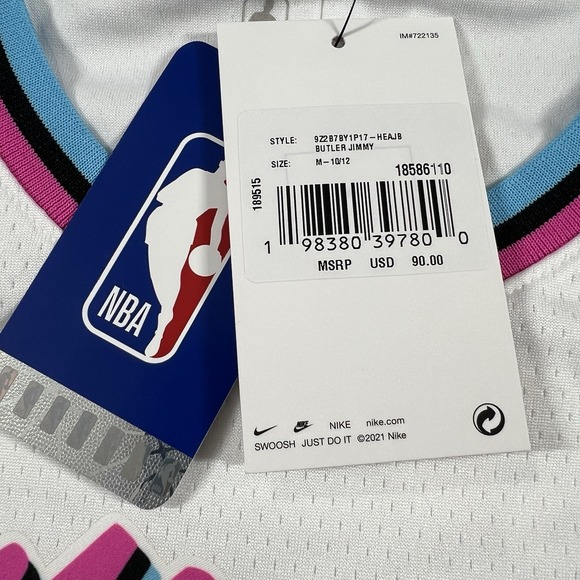 IM#722135
STYLE: 9Z2B7BY1P17-HEAJB
BUTLER JIMMY
SIZE: M-10/12
18586110
189515
1 98380 39780 0
MSRP USD 90.00
NBA
NIKE nike.com
SWOOSH JUST DO IT ©2021 Nike